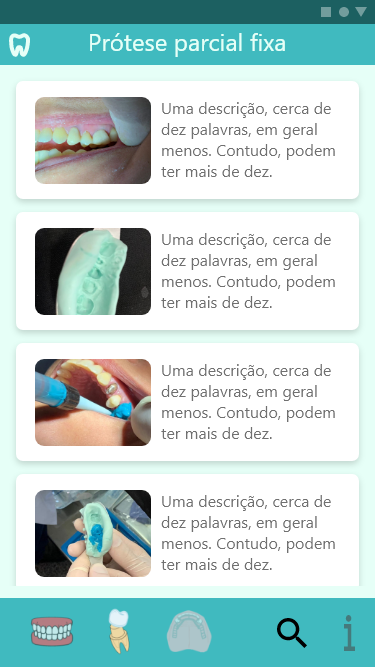 Prótese parcial fixa
Uma descrição, cerca de
dez palavras, em geral
menos. Contudo, podem
ter mais de dez.
Uma descrição, cerca de
dez palavras, em geral
menos. Contudo, podem
ter mais de dez.
Uma descrição, cerca de
dez palavras, em geral
menos. Contudo, podem
ter mais de dez.
Uma descrição, cerca de
dez palavras, em geral
menos. Contudo, podem
ter mais de dez.